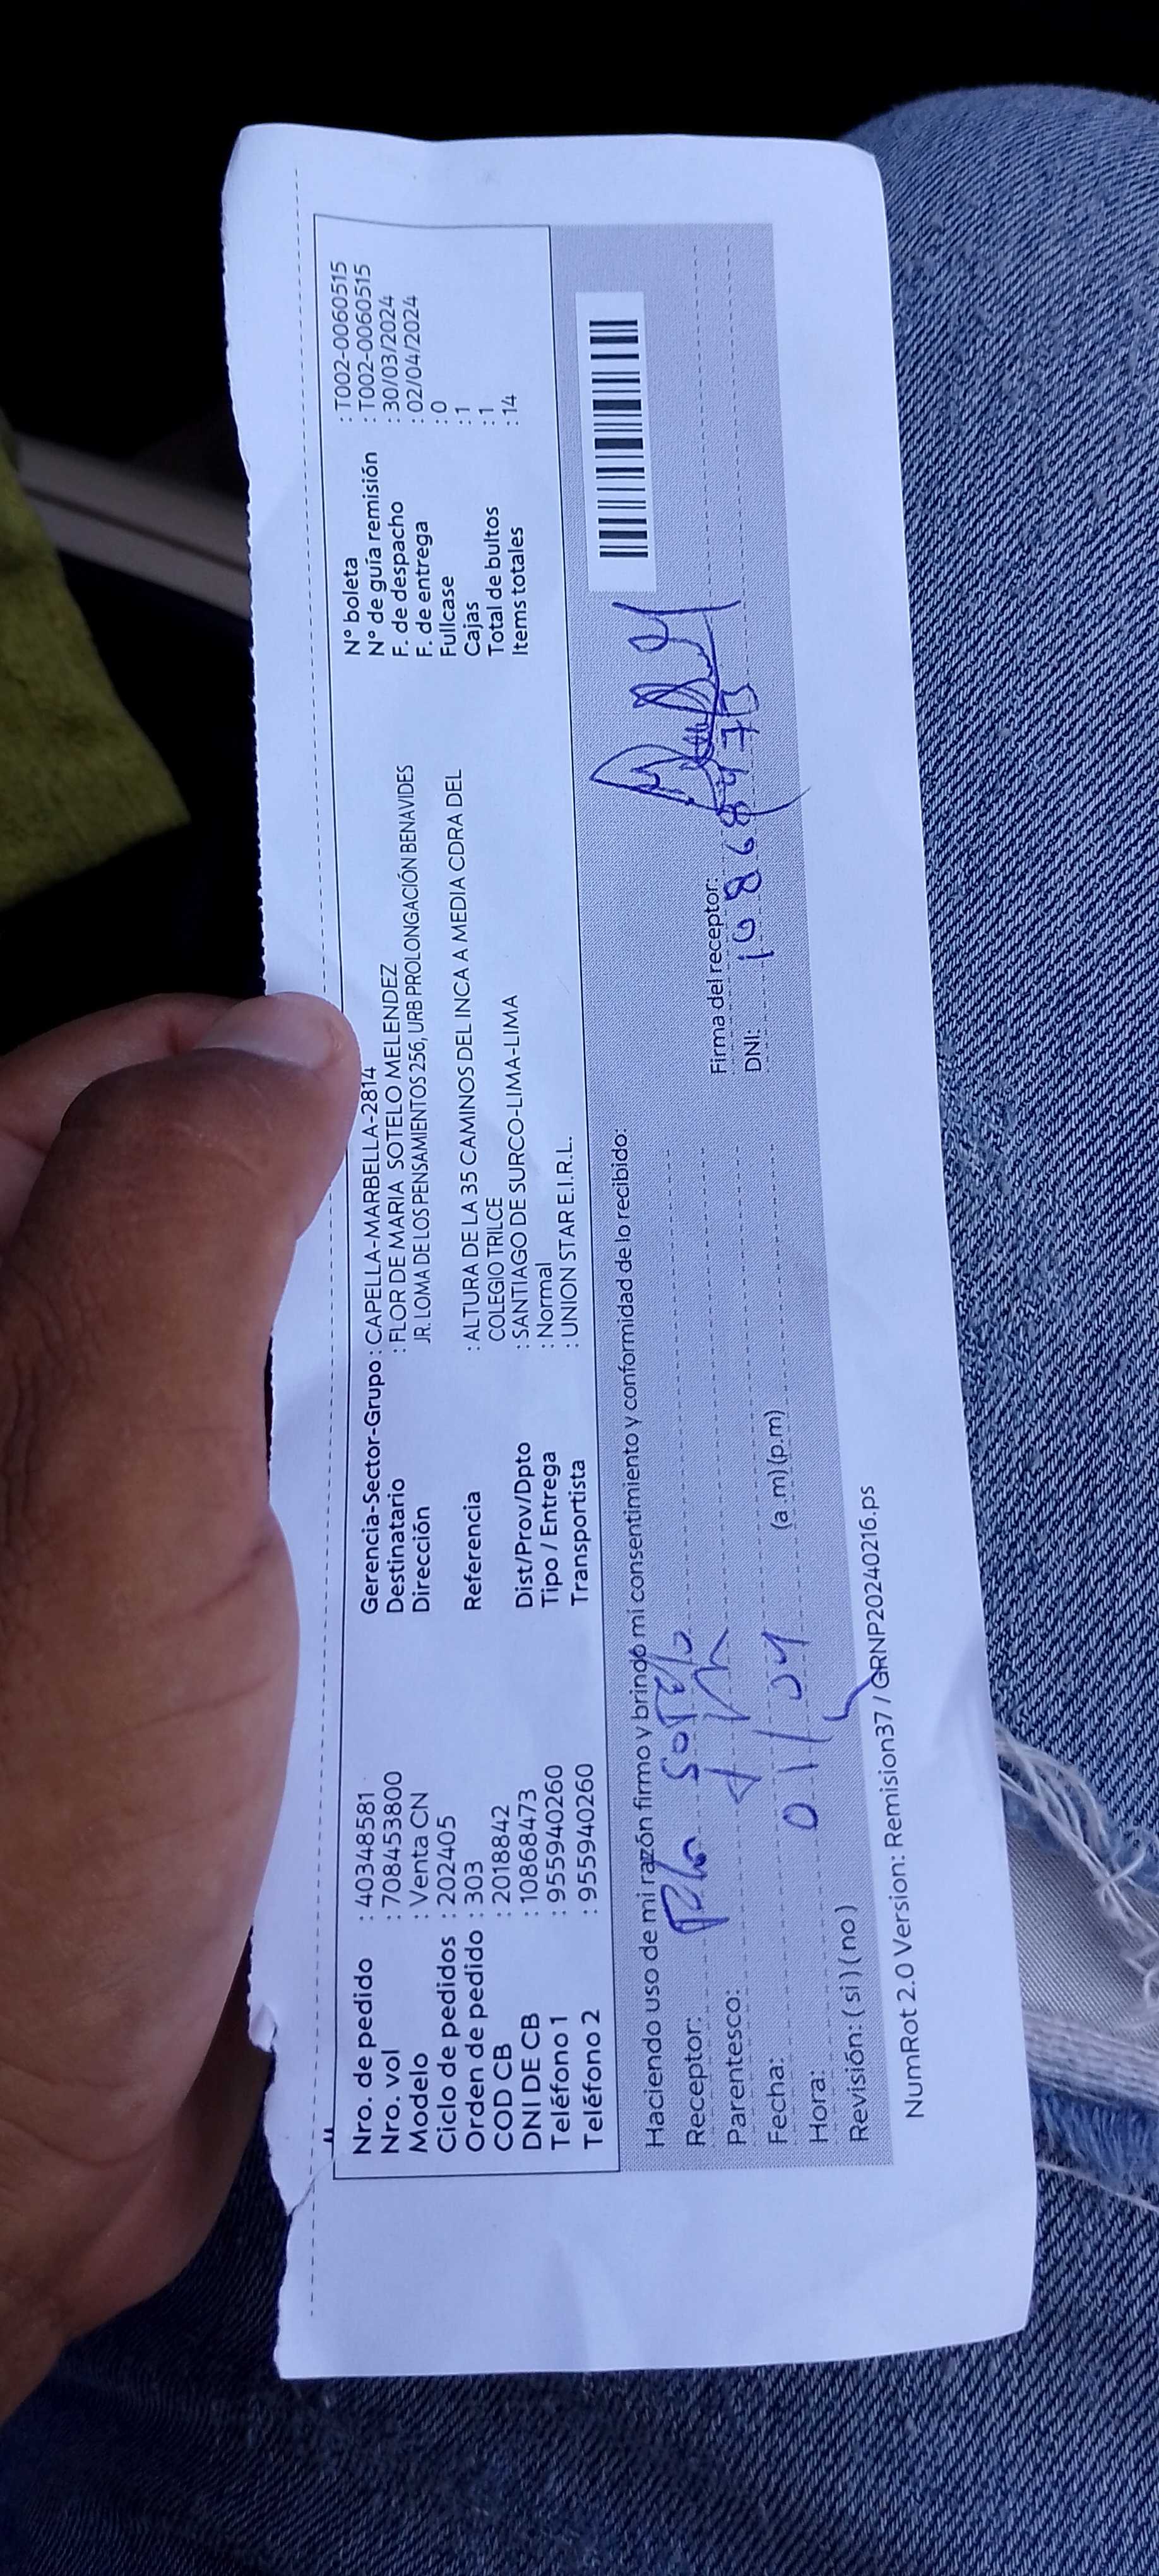 Nro. de pedido : 40348581
Nro. vol : 708453800
Modelo : Venta CN
Ciclo de pedidos : 202405
Orden de pedido : 303
COD CB : 2018842
DNI DE CB : 10868473
Teléfono 1 : 955940260
Teléfono 2 : 955940260
Gerencia-Sector-Grupo : CAPELLA-MARBELLA-2814
Destinatario : FLOR DE MARIA SOTELO MELENDEZ
Dirección JR. LOMA DE LOS PENSAMIENTOS 256, URB PROLONGACIÓN BENAVIDES
Referencia : ALTURA DE LA 35 CAMINOS DEL INCA A MEDIA CDRA DEL
COLEGIO TRILCE
Dist/Prov/Dpto : SANTIAGO DE SURCO-LIMA-LIMA
Tipo / Entrega : Normal
Transportista : UNION STAR E.I.R.L.
N° boleta : T002-0060515
N° de guía remisión : T002-0060515
F. de despacho : 30/03/2024
F. de entrega : 02/04/2024
Fullcase : 0
Cajas : 1
Total de bultos : 1
Items totales : 14
Haciendo uso de mi razón firmo y brindo mi consentimiento y conformidad de lo recibido:
Receptor: Sotelo
Parentesco:
Fecha: 01/04
Hora: (a.m) (p.m)
Revisión: ( si ) ( no )
Firma del receptor:
DNI: 10868473
NumRot 2.0 Version: Remision37 / GRNP20240216.ps